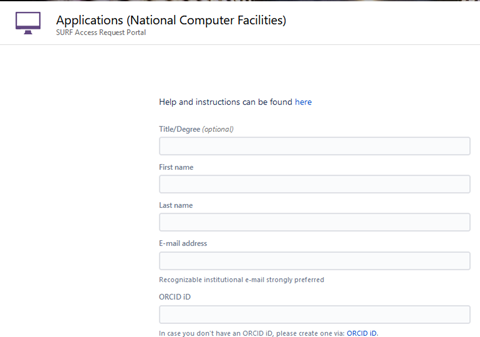 Applications (National Computer Facilities)
SURF Access Request Portal
Help and instructions can be found here
Title/Degree (optional)
First name
Last name
E-mail address
Recognizable institutional e-mail strongly preferred
ORCID iD
In case you don't have an ORCID iD, please create one via: ORCID iD.